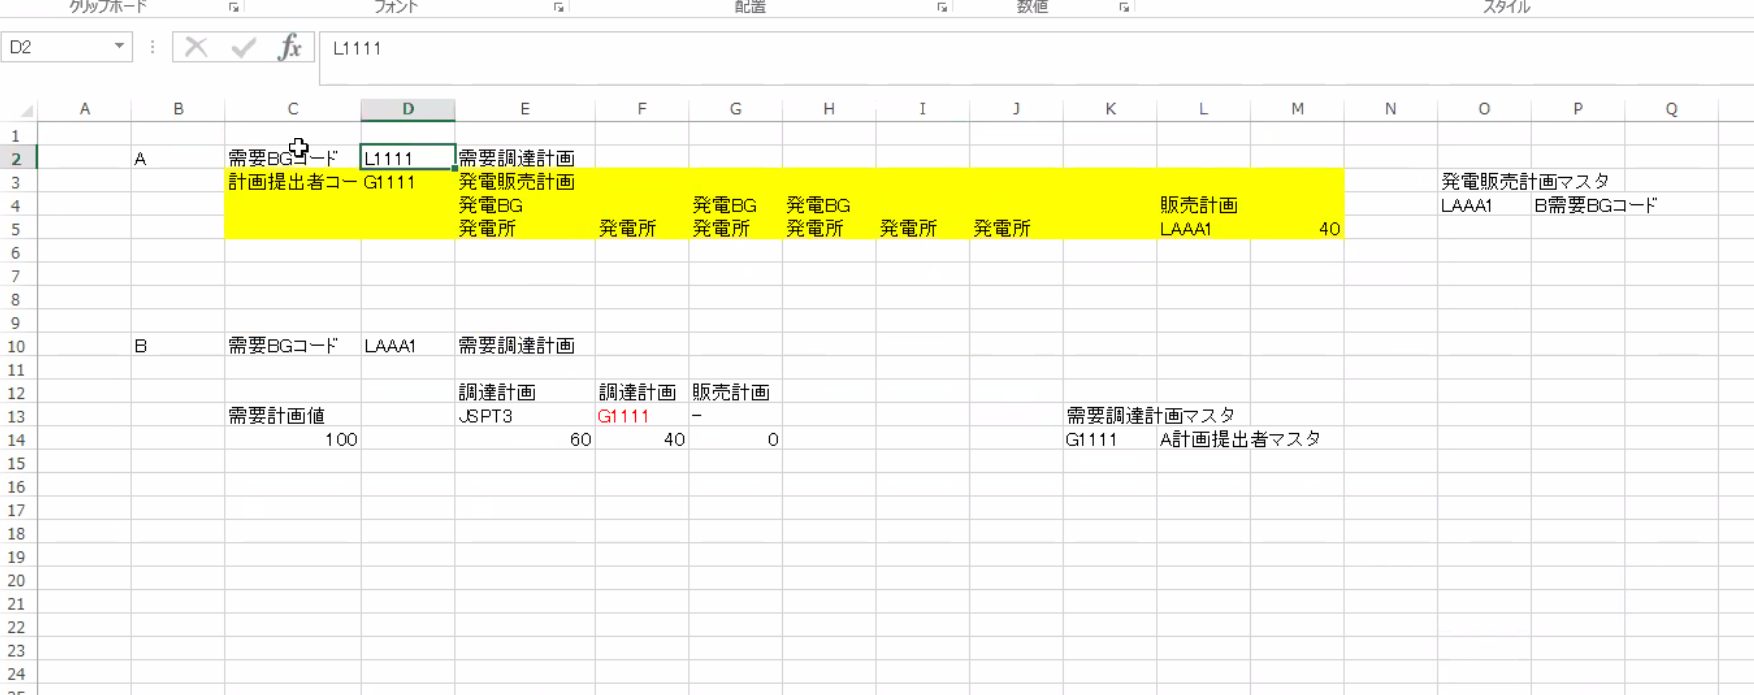 クリップボード フォント 配置 数値 スタイル
D2 fx L1111
A B C D E F G H I J K L M N O P Q
1
2 A 需要BGコード L1111 需要調達計画
3 計画提出者コー G1111 発電販売計画 発電販売計画マスタ
4 発電BG 発電BG 発電BG 販売計画 LAAA1 B需要BGコード
5 発電所 発電所 発電所 発電所 発電所 発電所 LAAA1 40
6
7
8
9
10 B 需要BGコード LAAA1 需要調達計画
11
12 調達計画 調達計画 販売計画
13 需要計画値 JSPT3 G1111 − 需要調達計画マスタ
14 100 60 40 0 G1111 A計画提出者マスタ
15
16
17
18
19
20
21
22
23
24